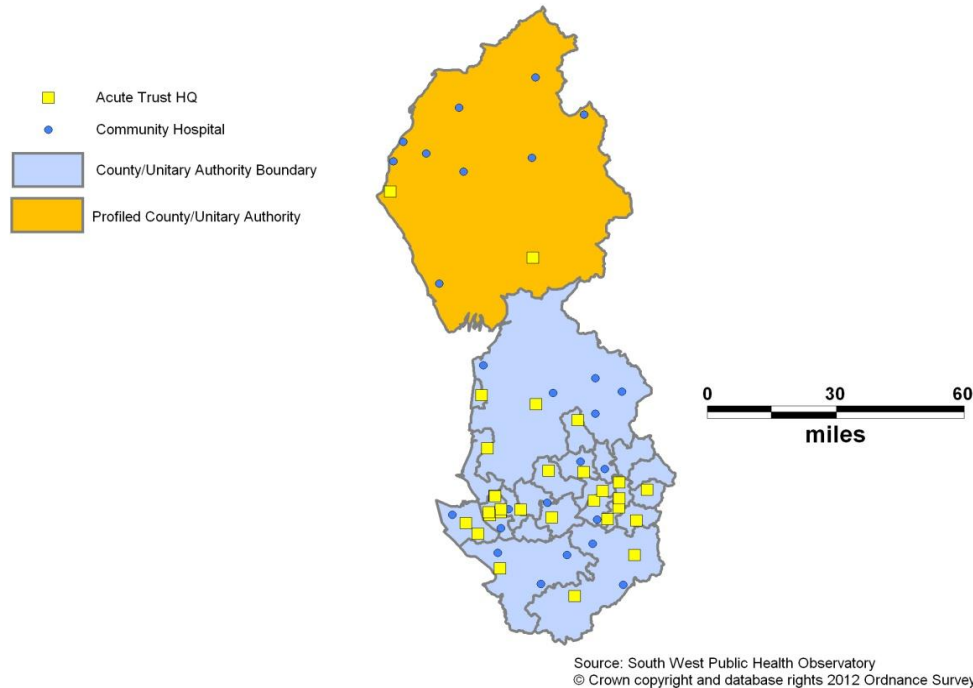 Acute Trust HQ
Community Hospital
County/Unitary Authority Boundary
Profiled County/Unitary Authority
0 30 60
miles
Source: South West Public Health Observatory
© Crown copyright and database rights 2012 Ordnance Survey